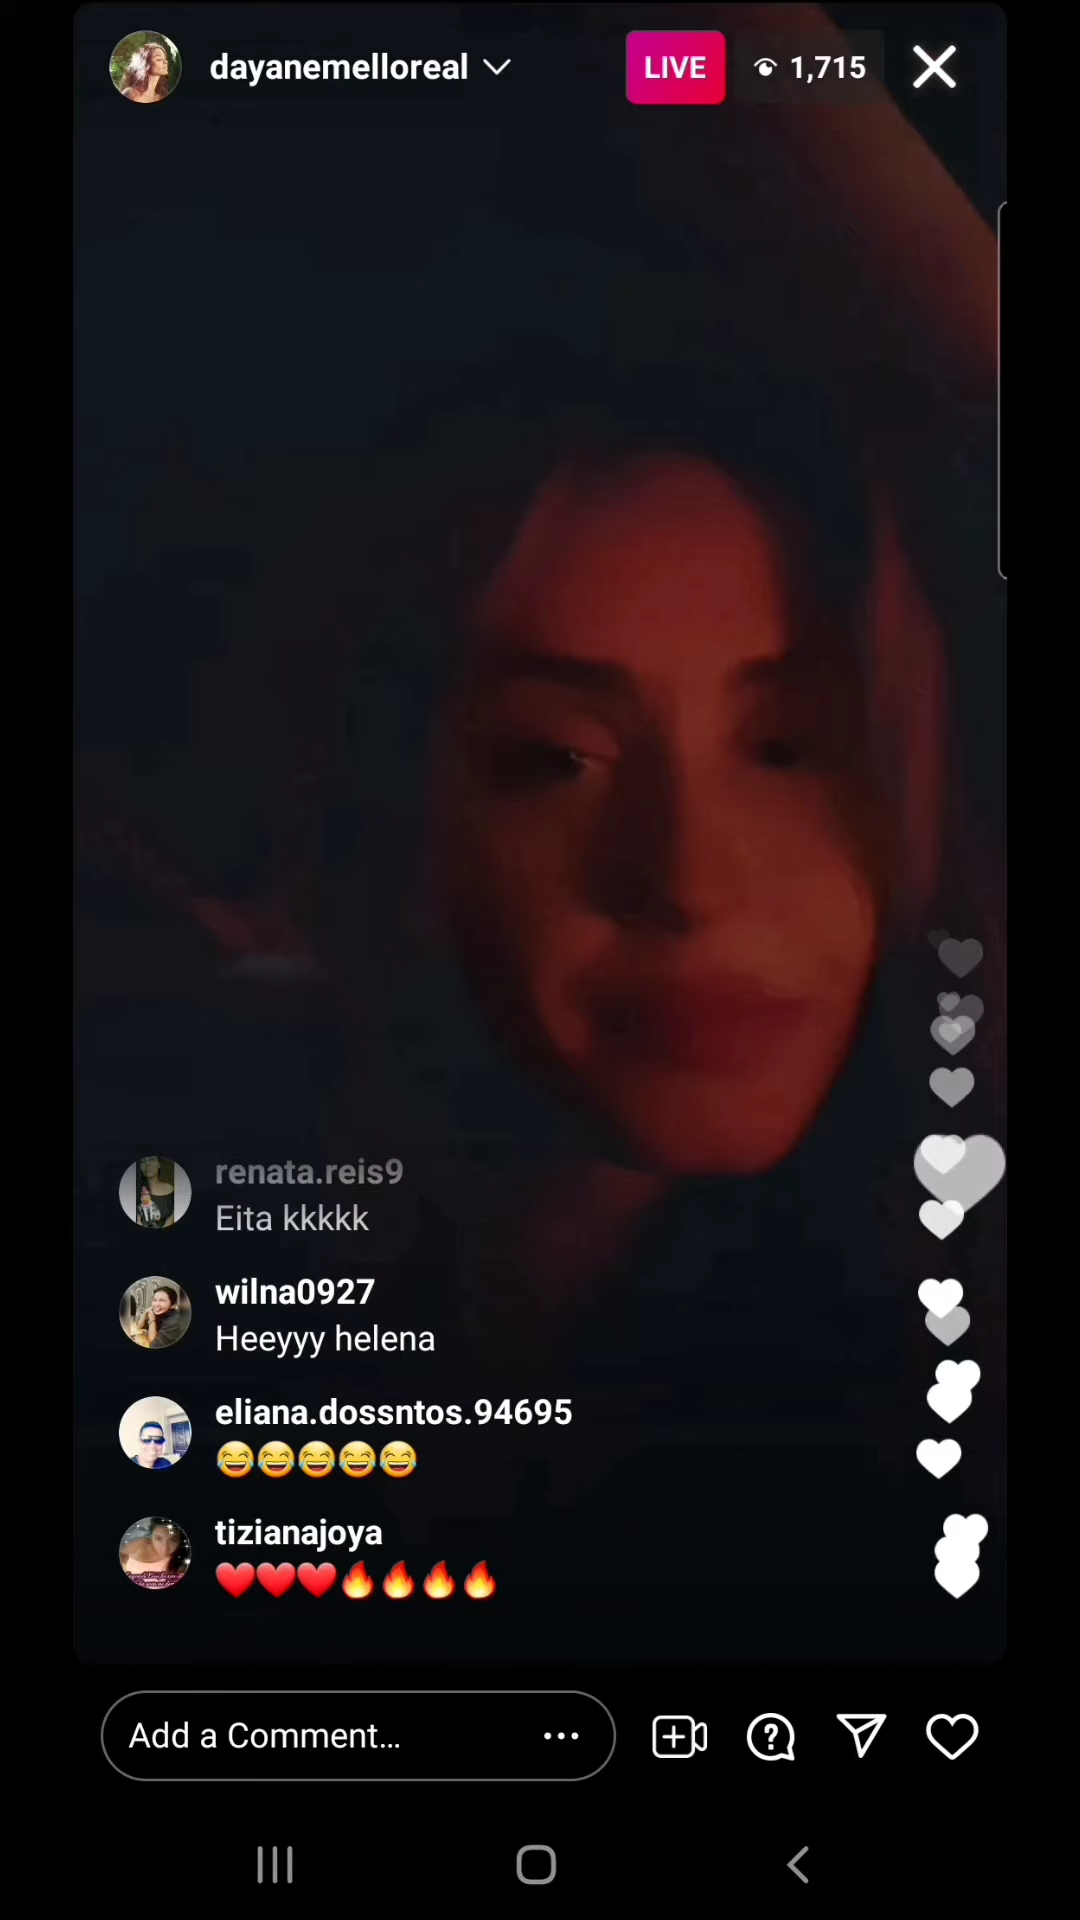 dayanemelloreal
LIVE
1,715
renata.reis9
Eita kkkkk
wilna0927
Heeyyy helena
eliana.dossntos.94695
😂😂😂😂😂
tizianajoya
❤️❤️❤️🔥🔥🔥🔥
Add a Comment...